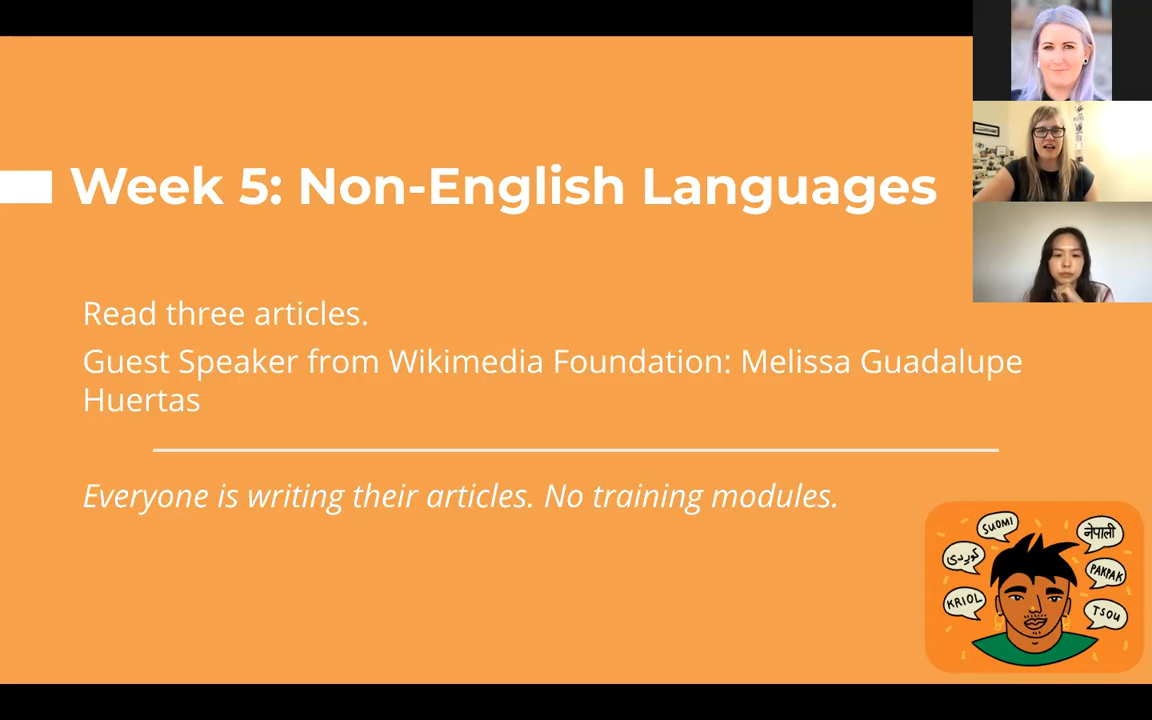 Week 5: Non-English Languages
Read three articles.
Guest Speaker from Wikimedia Foundation: Melissa Guadalupe
Huertas
Everyone is writing their articles. No training modules.
SUOMI
नेपाली
كوردی
PAKPAK
KRIOL
TSOU